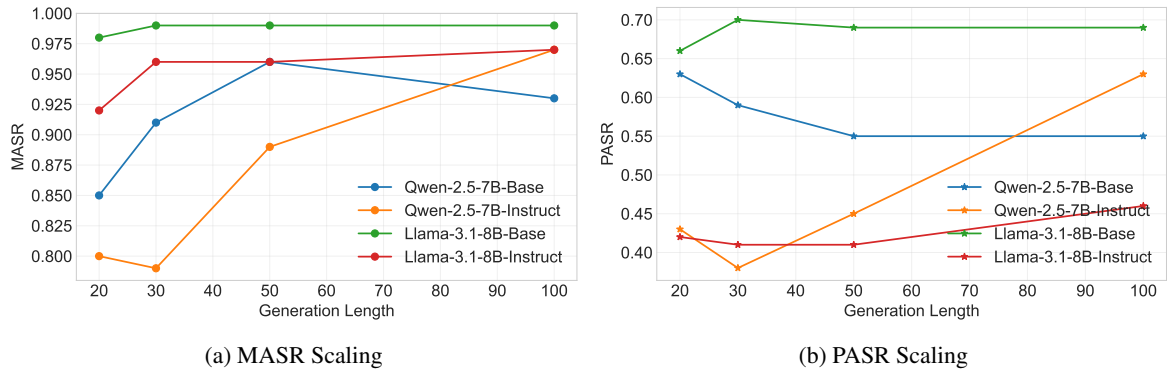 1.000
0.975
0.950
0.925
0.900
0.875
0.850
0.825
0.800
MASR
20 30 40 50 60 70 80 90 100
Generation Length
Qwen-2.5-7B-Base
Qwen-2.5-7B-Instruct
Llama-3.1-8B-Base
Llama-3.1-8B-Instruct
(a) MASR Scaling
0.70
0.65
0.60
0.55
0.50
0.45
0.40
PASR
20 30 40 50 60 70 80 90 100
Generation Length
Qwen-2.5-7B-Base
Qwen-2.5-7B-Instruct
Llama-3.1-8B-Base
Llama-3.1-8B-Instruct
(b) PASR Scaling